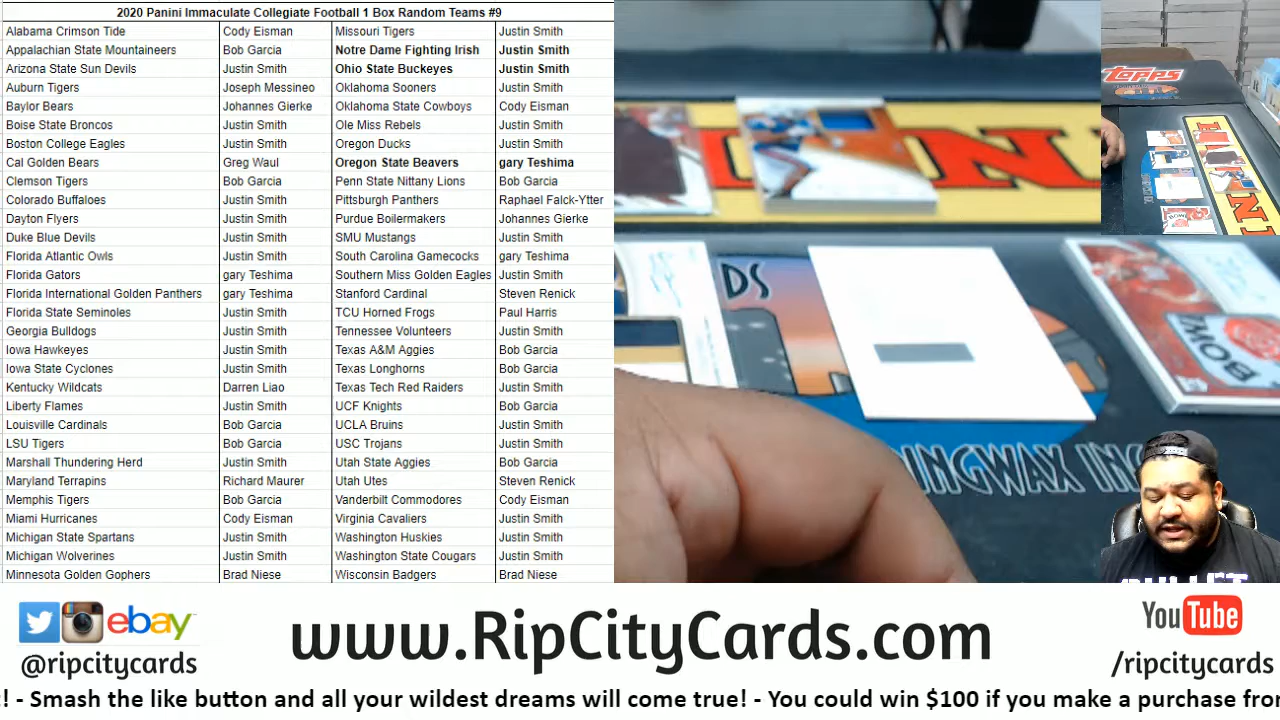 2020 Panini Immaculate Collegiate Football 1 Box Random Teams #9
Alabama Crimson Tide Cody Eisman Missouri Tigers Justin Smith
Appalachian State Mountaineers Bob Garcia Notre Dame Fighting Irish Justin Smith
Arizona State Sun Devils Justin Smith Ohio State Buckeyes Justin Smith
Auburn Tigers Joseph Messineo Oklahoma Sooners Justin Smith
Baylor Bears Johannes Gierke Oklahoma State Cowboys Cody Eisman
Boise State Broncos Justin Smith Ole Miss Rebels Justin Smith
Boston College Eagles Justin Smith Oregon Ducks Justin Smith
Cal Golden Bears Greg Waul Oregon State Beavers gary Teshima
Clemson Tigers Bob Garcia Penn State Nittany Lions Bob Garcia
Colorado Buffaloes Justin Smith Pittsburgh Panthers Raphael Falck-Ytter
Dayton Flyers Justin Smith Purdue Boilermakers Johannes Gierke
Duke Blue Devils Justin Smith SMU Mustangs Justin Smith
Florida Atlantic Owls Justin Smith South Carolina Gamecocks gary Teshima
Florida Gators gary Teshima Southern Miss Golden Eagles Justin Smith
Florida International Golden Panthers gary Teshima Stanford Cardinal Steven Renick
Florida State Seminoles Justin Smith TCU Horned Frogs Paul Harris
Georgia Bulldogs Justin Smith Tennessee Volunteers Justin Smith
Iowa Hawkeyes Justin Smith Texas A&M Aggies Bob Garcia
Iowa State Cyclones Justin Smith Texas Longhorns Bob Garcia
Kentucky Wildcats Darren Liao Texas Tech Red Raiders Justin Smith
Liberty Flames Justin Smith UCF Knights Bob Garcia
Louisville Cardinals Bob Garcia UCLA Bruins Justin Smith
LSU Tigers Bob Garcia USC Trojans Justin Smith
Marshall Thundering Herd Justin Smith Utah State Aggies Bob Garcia
Maryland Terrapins Richard Maurer Utah Utes Steven Renick
Memphis Tigers Bob Garcia Vanderbilt Commodores Cody Eisman
Miami Hurricanes Cody Eisman Virginia Cavaliers Justin Smith
Michigan State Spartans Justin Smith Washington Huskies Justin Smith
Michigan Wolverines Justin Smith Washington State Cougars Justin Smith
Minnesota Golden Gophers Brad Niese Wisconsin Badgers Brad Niese
topps
DS
BOWL
INGWAX INC
BULLET
ebay
@ripcitycards
www.RipCityCards.com
YouTube
/ripcitycards
! - Smash the like button and all your wildest dreams will come true! - You could win $100 if you make a purchase from